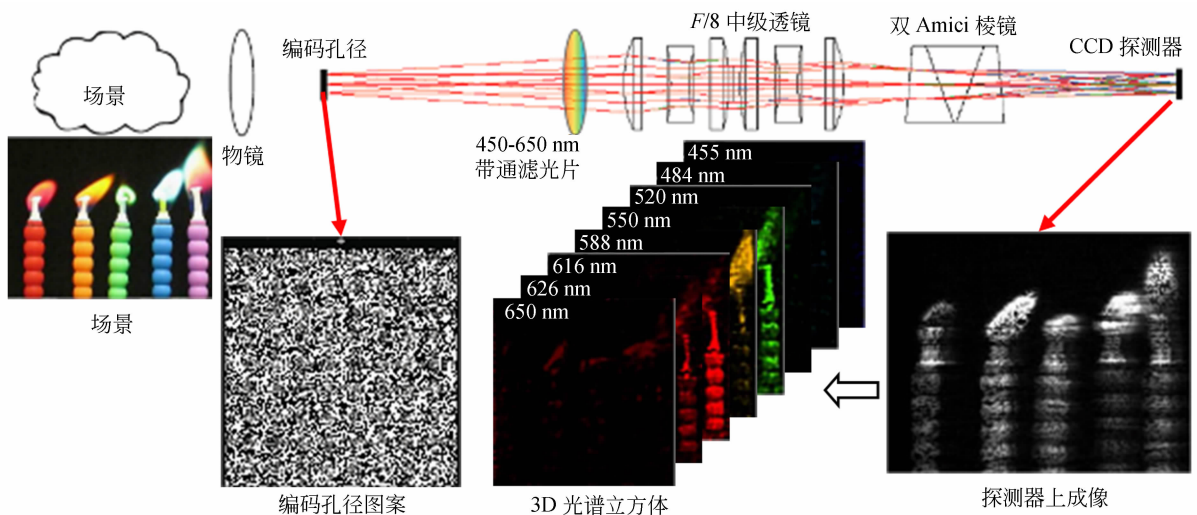 场景
物镜
编码孔径
450-650 nm
带通滤光片
F/8 中级透镜
双 Amici 棱镜
CCD 探测器
场景
编码孔径图案
455 nm
484 nm
520 nm
550 nm
588 nm
616 nm
626 nm
650 nm
3D 光谱立方体
探测器上成像